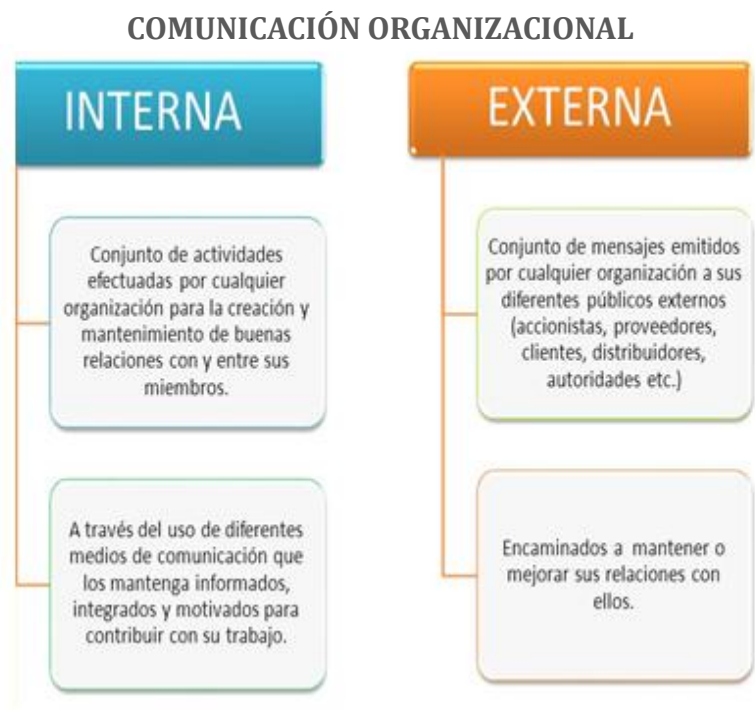 COMUNICACIÓN ORGANIZACIONAL
INTERNA
Conjunto de actividades
efectuadas por cualquier
organización para la creación y
mantenimiento de buenas
relaciones con y entre sus
miembros.
A través del uso de diferentes
medios de comunicación que
los mantenga informados,
integrados y motivados para
contribuir con su trabajo.
EXTERNA
Conjunto de mensajes emitidos
por cualquier organización a sus
diferentes públicos externos
(accionistas, proveedores,
clientes, distribuidores,
autoridades etc.)
Encaminados a mantener o
mejorar sus relaciones con
ellos.